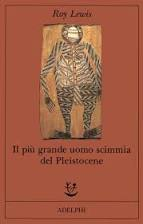 Roy Lewis
Il più grande uomo scimmia
del Pleistocene
ADELPHI